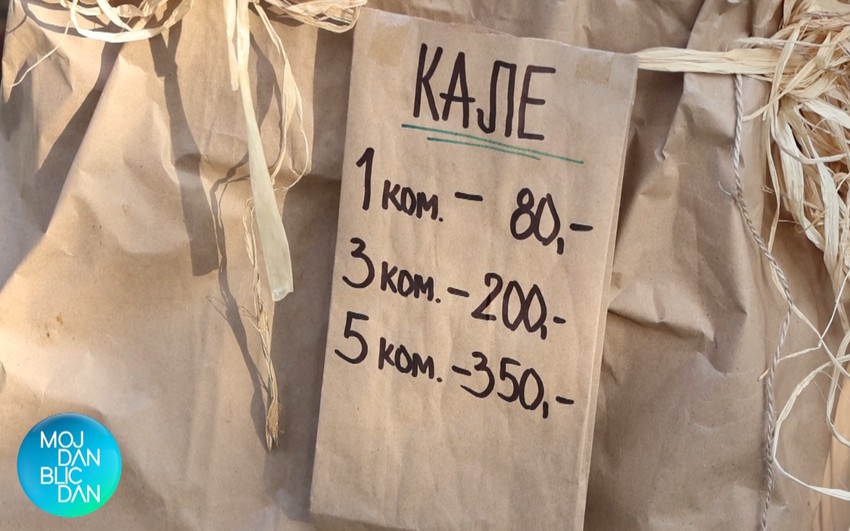 КАЛЕ
1 ком. - 80,-
3 ком. - 200,-
5 ком. - 350,-
MOJ
DAN
BLIC
DAN